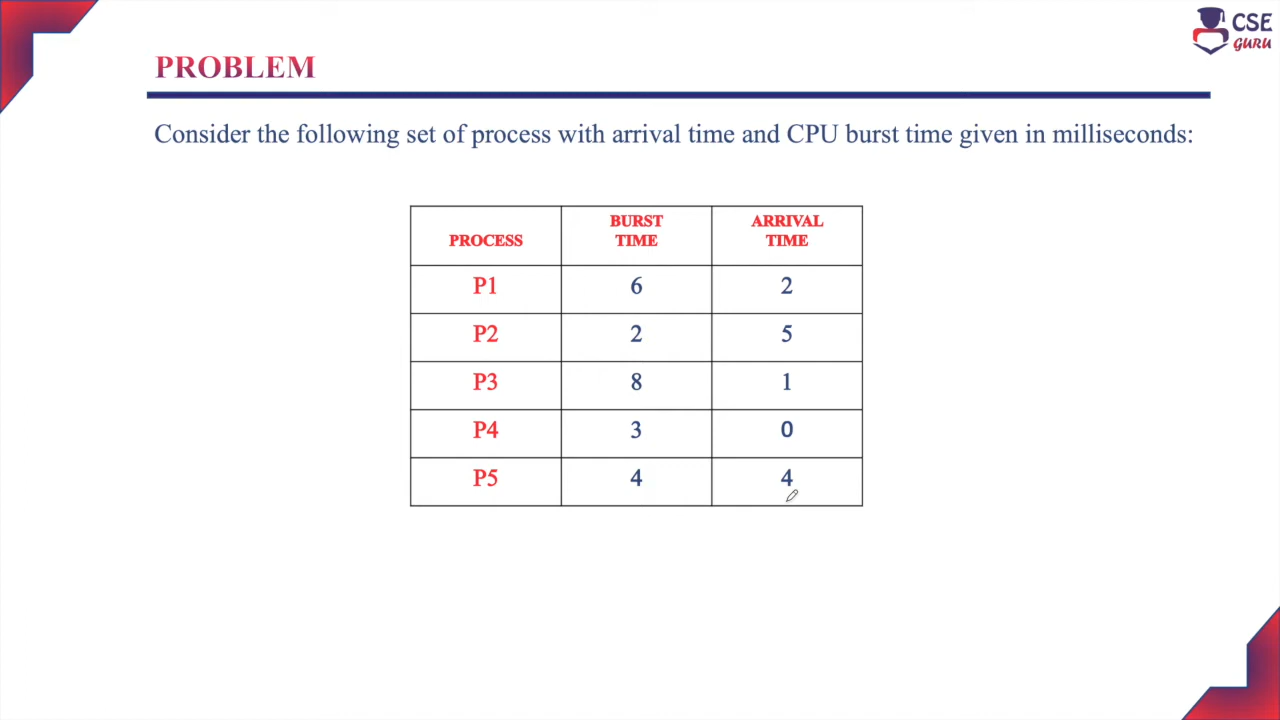 CSE
GURU
PROBLEM
Consider the following set of process with arrival time and CPU burst time given in milliseconds:
PROCESS BURST TIME ARRIVAL TIME
P1 6 2
P2 2 5
P3 8 1
P4 3 0
P5 4 4